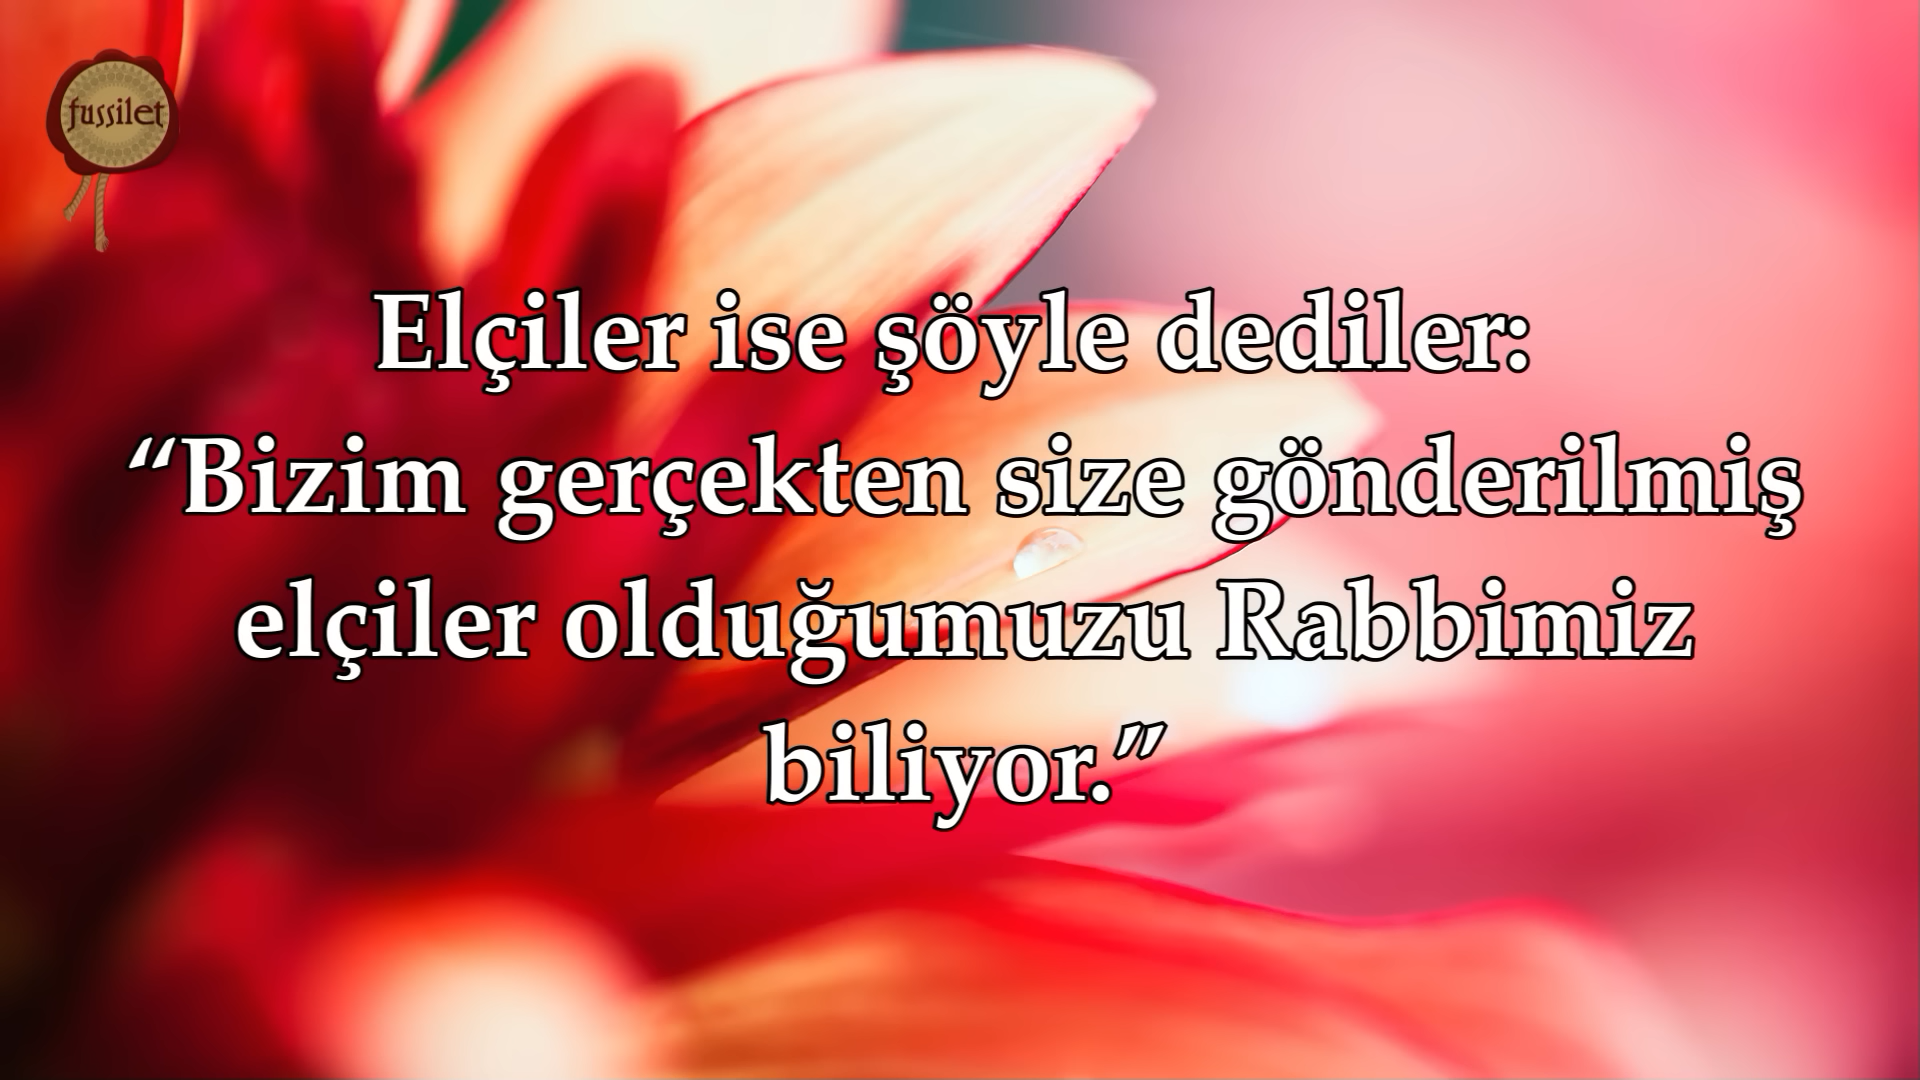 fussilet
Elçiler ise şöyle dediler:
“Bizim gerçekten size gönderilmiş
elçiler olduğumuzu Rabbimiz
biliyor.”